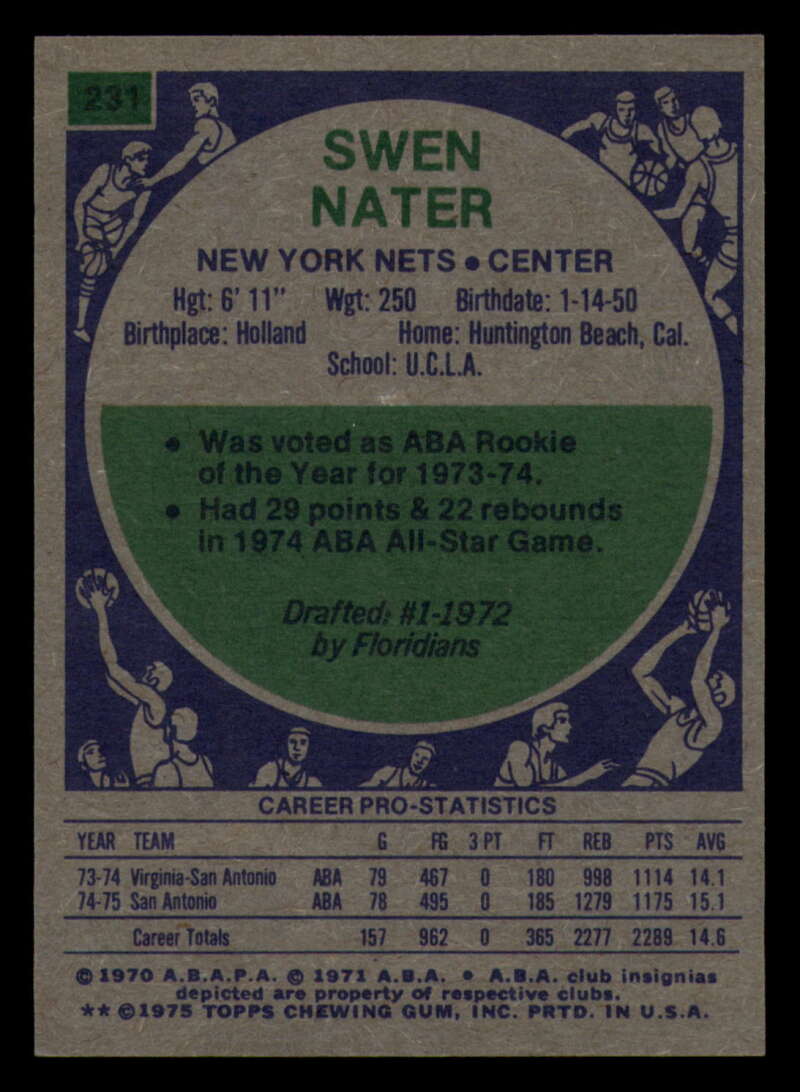 231
SWEN
NATER
NEW YORK NETS • CENTER
Hgt: 6' 11" Wgt: 250 Birthdate: 1-14-50
Birthplace: Holland Home: Huntington Beach, Cal.
School: U.C.L.A.
• Was voted as ABA Rookie
of the Year for 1973-74.
• Had 29 points & 22 rebounds
in 1974 ABA All-Star Game.
Drafted: #1-1972
by Floridians
CAREER PRO-STATISTICS
YEAR TEAM G FG 3 PT FT REB PTS AVG
73-74 Virginia-San Antonio ABA 79 467 0 180 998 1114 14.1
74-75 San Antonio ABA 78 495 0 185 1279 1175 15.1
Career Totals 157 962 0 365 2277 2289 14.6
© 1970 A.B.A.P.A. © 1971 A.B.A. • A.B.A. club insignias
depicted are property of respective clubs.
** ©1975 TOPPS CHEWING GUM, INC. PRTD. IN U.S.A.